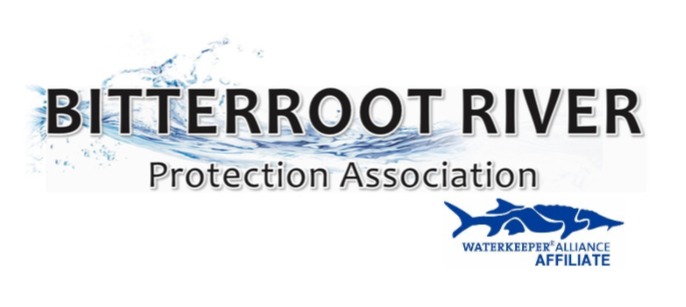 BITTERROOT RIVER
Protection Association
WATERKEEPER® ALLIANCE
AFFILIATE